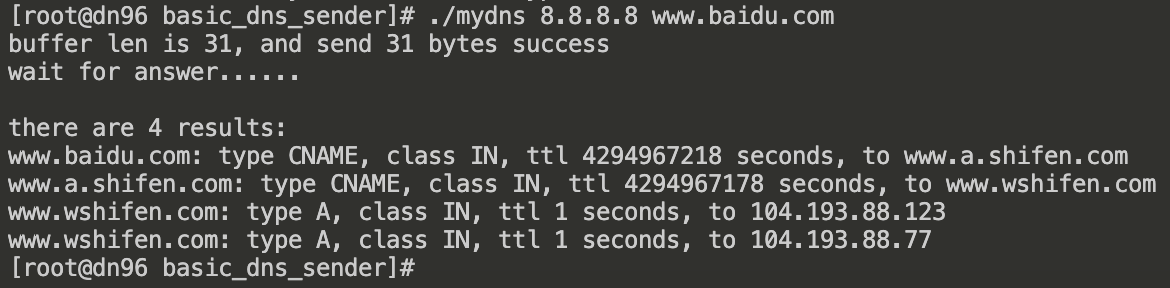 [root@dn96 basic_dns_sender]# ./mydns 8.8.8.8 www.baidu.com
buffer len is 31, and send 31 bytes success
wait for answer......
there are 4 results:
www.baidu.com: type CNAME, class IN, ttl 4294967218 seconds, to www.a.shifen.com
www.a.shifen.com: type CNAME, class IN, ttl 4294967178 seconds, to www.wshifen.com
www.wshifen.com: type A, class IN, ttl 1 seconds, to 104.193.88.123
www.wshifen.com: type A, class IN, ttl 1 seconds, to 104.193.88.77
[root@dn96 basic_dns_sender]#